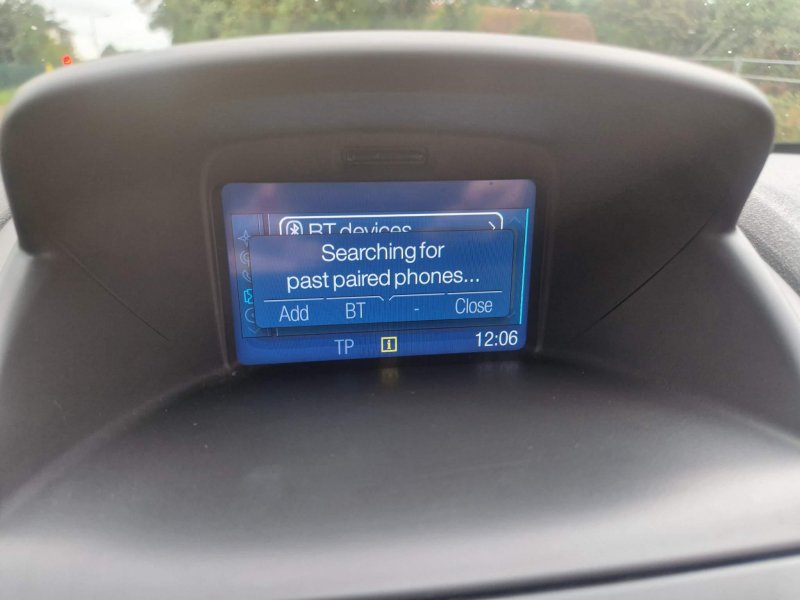 BT devices
Searching for
past paired phones...
Add BT - Close
TP i 12:06